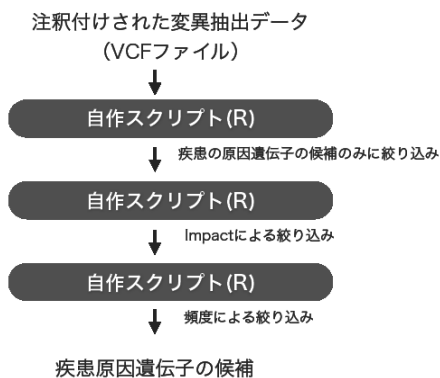 注釈付けされた変異抽出データ
（VCFファイル）
自作スクリプト(R)
疾患の原因遺伝子の候補のみに絞り込み
自作スクリプト(R)
Impactによる絞り込み
自作スクリプト(R)
頻度による絞り込み
疾患原因遺伝子の候補